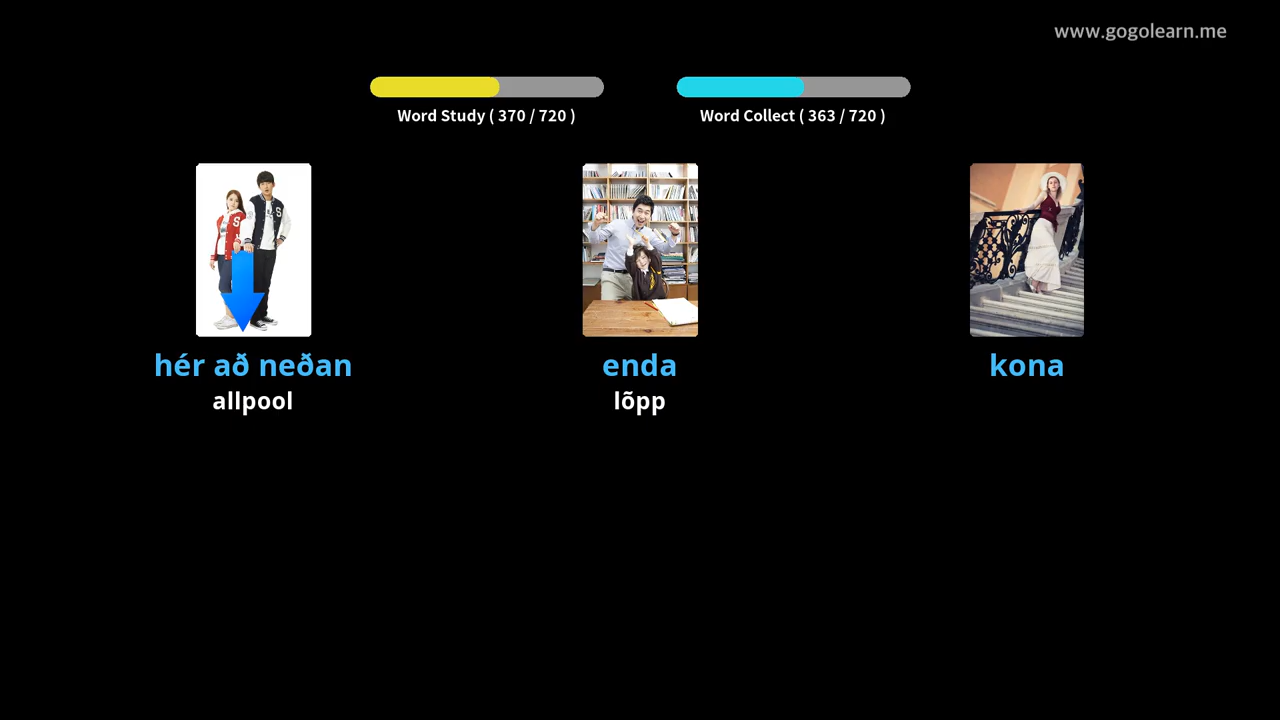 www.gogolearn.me
Word Study ( 370 / 720 )
Word Collect ( 363 / 720 )
hér að neðan
allpool
enda
lõpp
kona